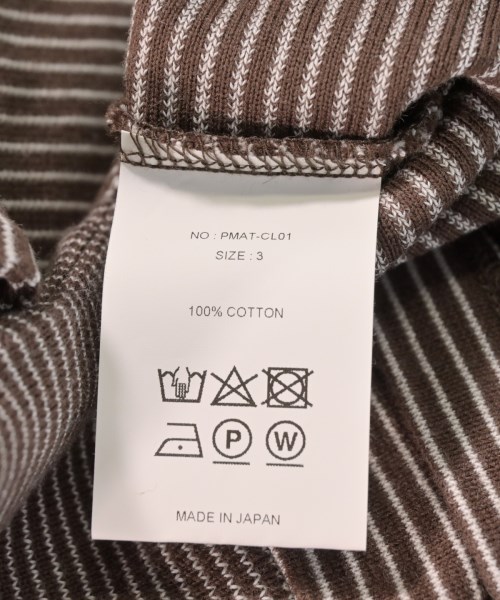 NO : PMAT-CL01
SIZE : 3
100% COTTON
P W
MADE IN JAPAN